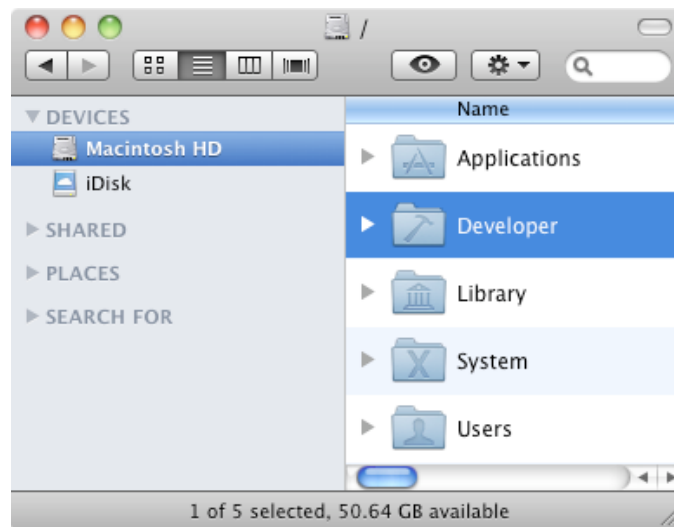 /
DEVICES
Macintosh HD
iDisk
SHARED
PLACES
SEARCH FOR
Name
Applications
Developer
Library
System
Users
1 of 5 selected, 50.64 GB available